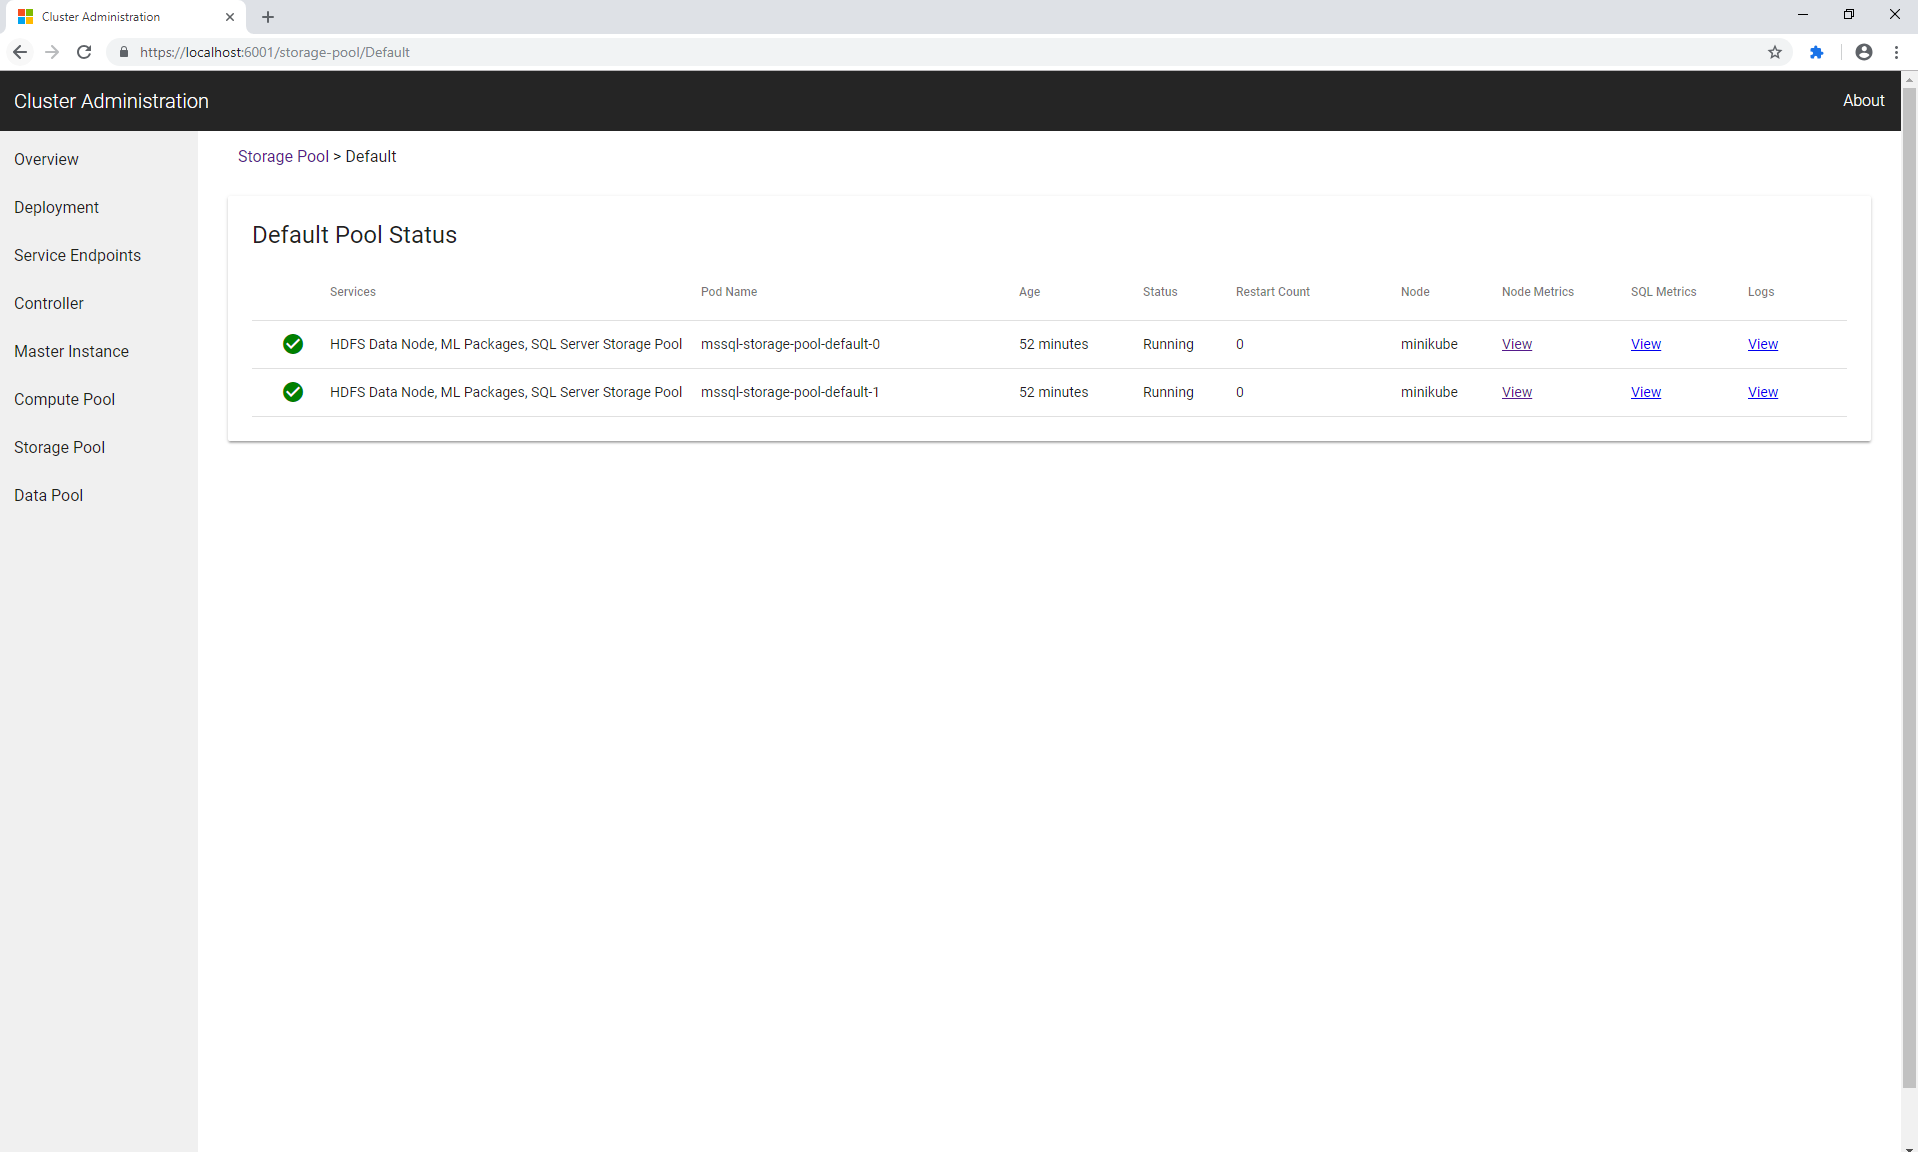 Cluster Administration
https://localhost:6001/storage-pool/Default
Cluster Administration
About
Overview
Deployment
Service Endpoints
Controller
Master Instance
Compute Pool
Storage Pool
Data Pool
Storage Pool > Default
Default Pool Status
Services Pod Name Age Status Restart Count Node Node Metrics SQL Metrics Logs
HDFS Data Node, ML Packages, SQL Server Storage Pool mssql-storage-pool-default-0 52 minutes Running 0 minikube View View View
HDFS Data Node, ML Packages, SQL Server Storage Pool mssql-storage-pool-default-1 52 minutes Running 0 minikube View View View